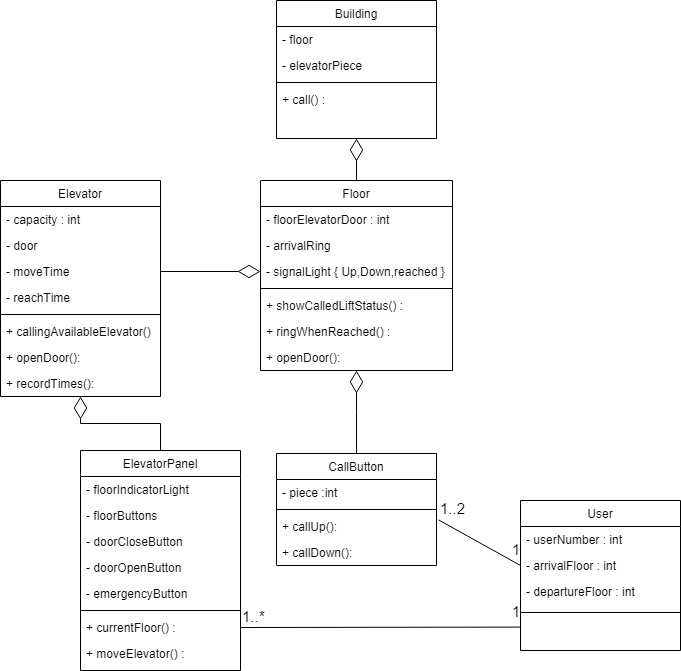 Building
- floor
- elevatorPiece
+ call() :
Elevator
- capacity : int
- door
- moveTime
- reachTime
+ callingAvailableElevator()
+ openDoor():
+ recordTimes():
Floor
- floorElevatorDoor : int
- arrivalRing
- signalLight { Up,Down,reached }
+ showCalledLiftStatus() :
+ ringWhenReached() :
+ openDoor():
ElevatorPanel
- floorIndicatorLight
- floorButtons
- doorCloseButton
- doorOpenButton
- emergencyButton
+ currentFloor() :
+ moveElevator() :
CallButton
- piece :int
+ callUp():
+ callDown():
1..2
1
User
- userNumber : int
- arrivalFloor : int
- departureFloor : int
1..*
1